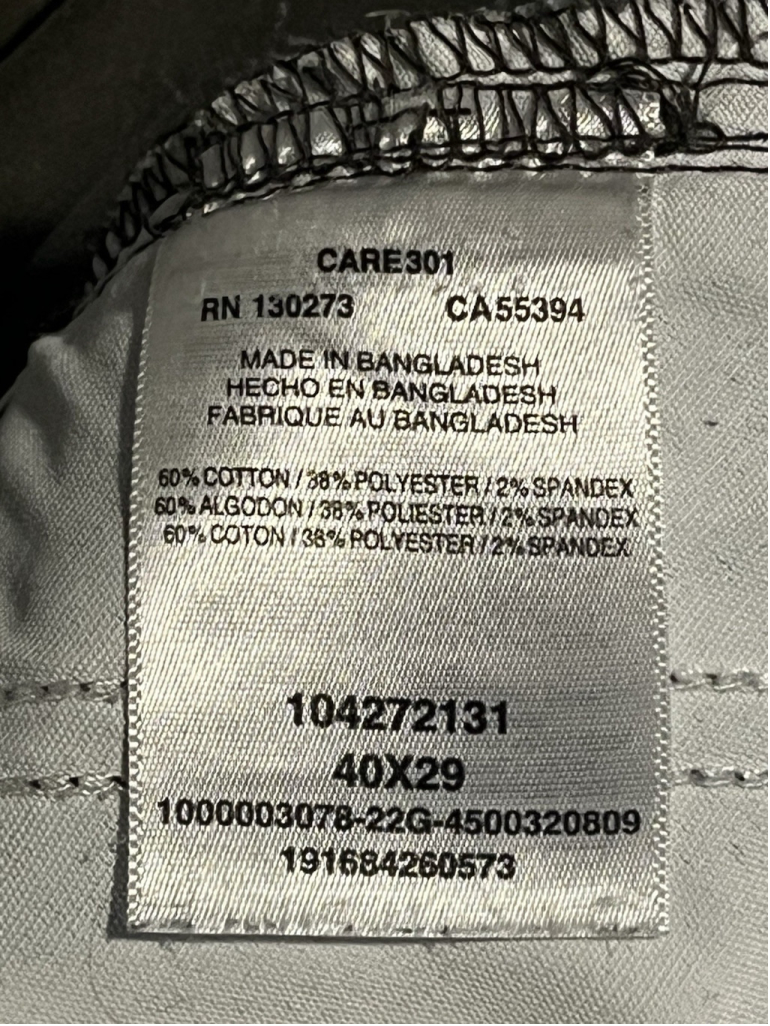 CARE301
RN 130273 CA55394
MADE IN BANGLADESH
HECHO EN BANGLADESH
FABRIQUE AU BANGLADESH
60% COTTON / 38% POLYESTER / 2% SPANDEX
60% ALGODON / 38% POLIESTER / 2% SPANDEX
60% COTON / 38% POLYESTER / 2% SPANDEX
104272131
40X29
1000003078-22G-4500320809
191684260573